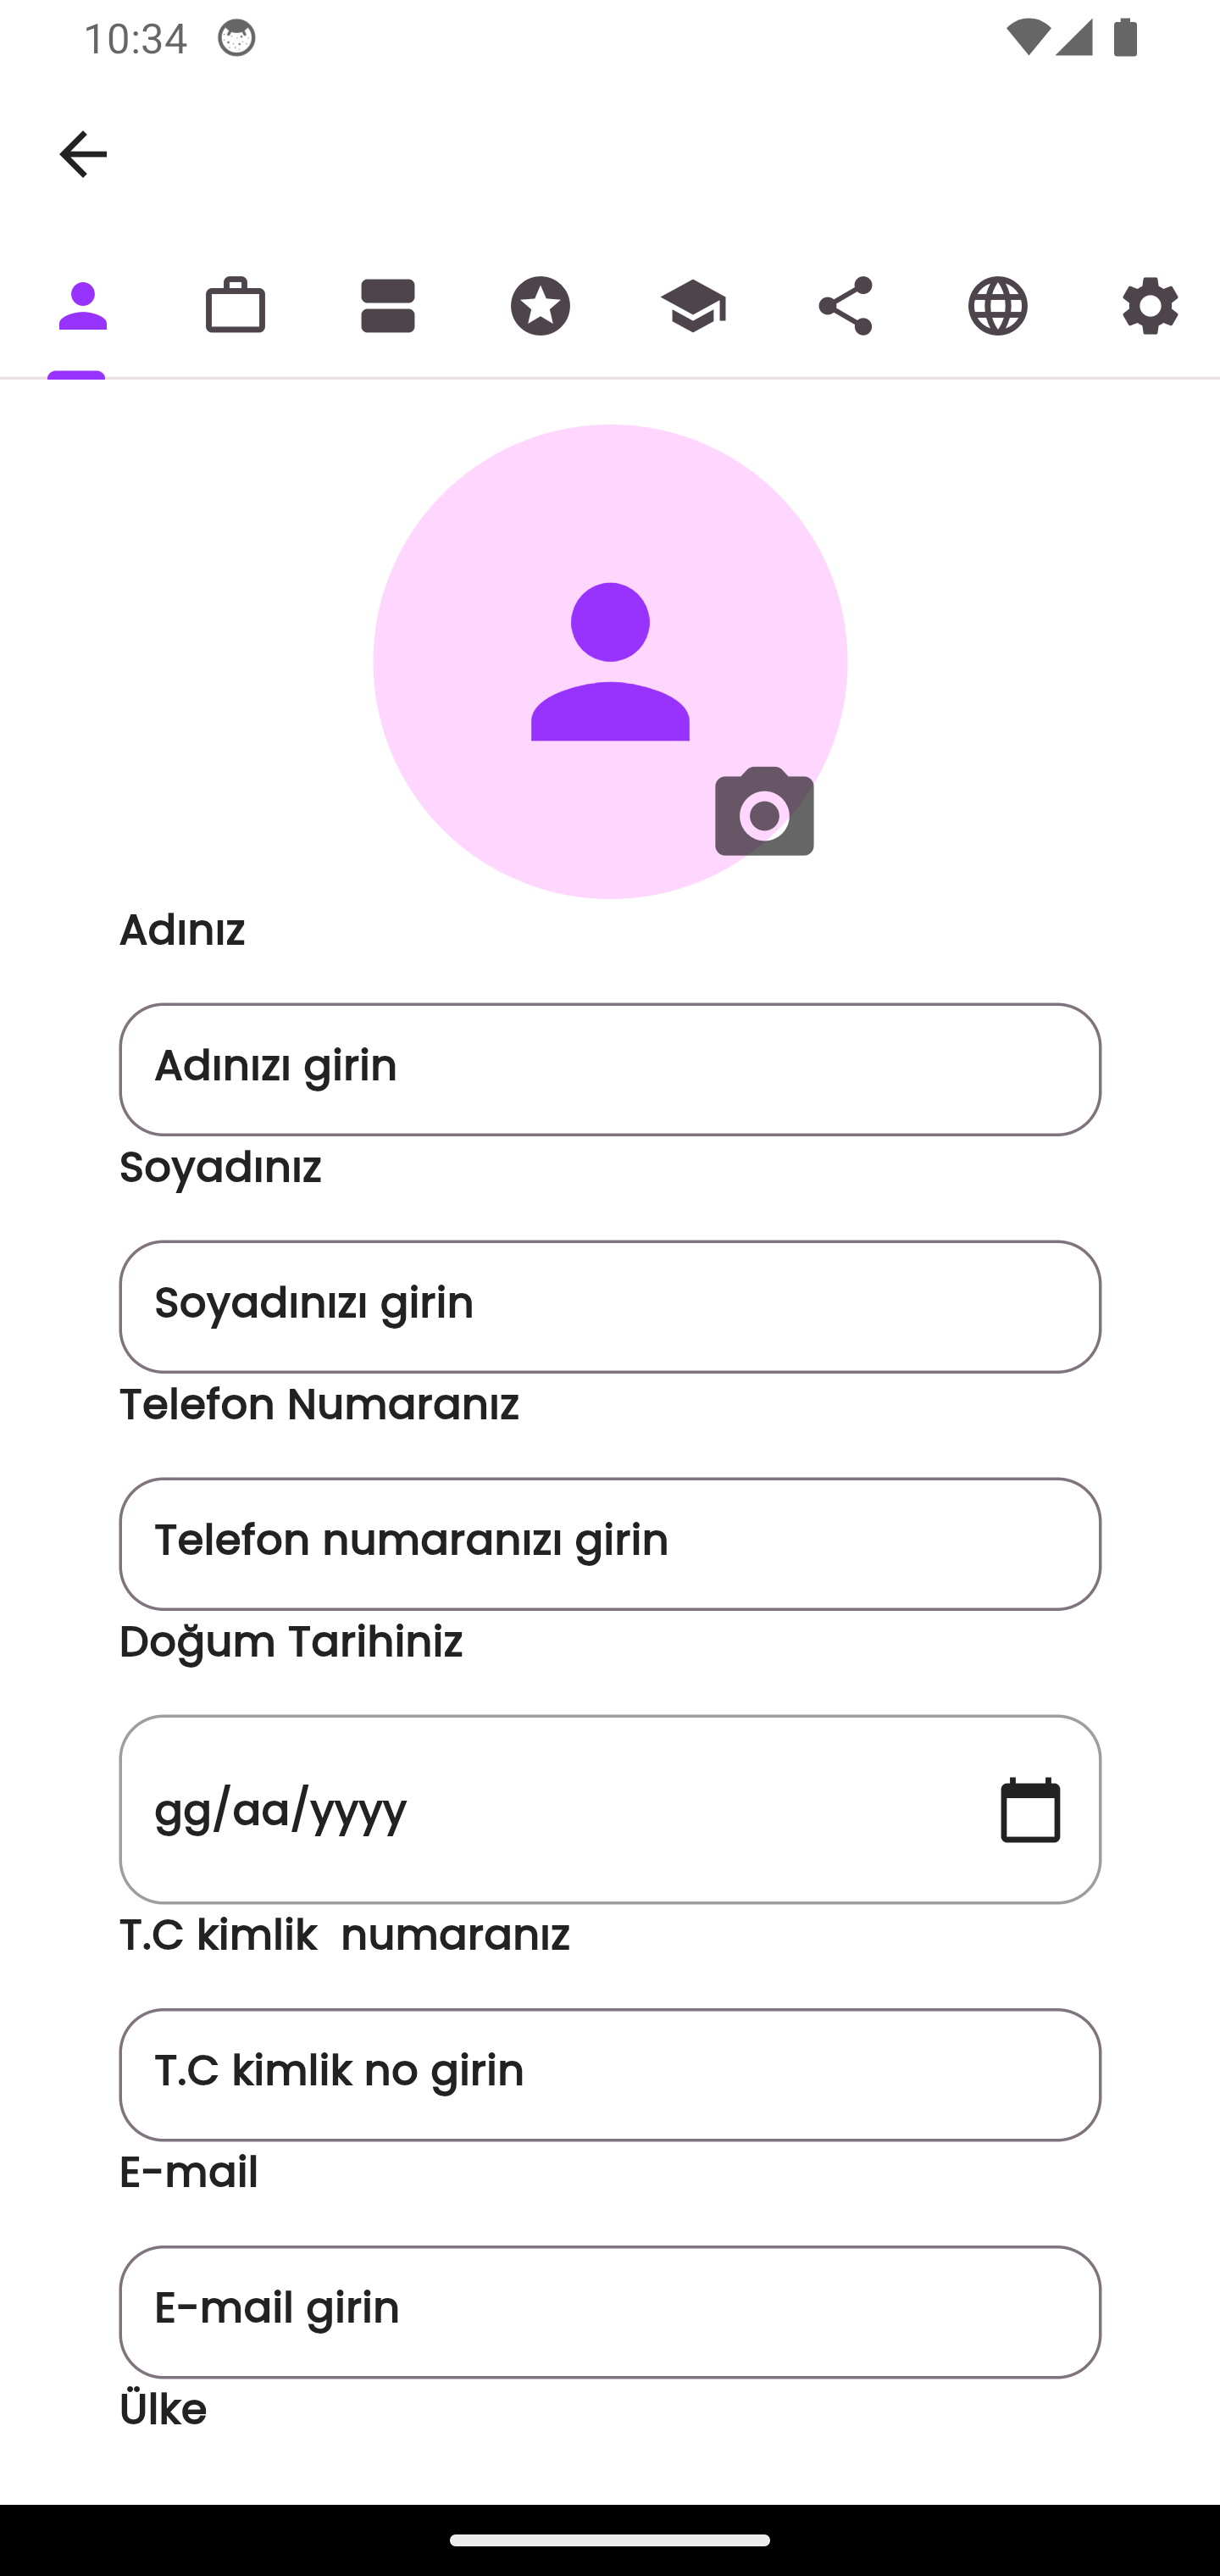 10:34
Adınız
Adınızı girin
Soyadınız
Soyadınızı girin
Telefon Numaranız
Telefon numaranızı girin
Doğum Tarihiniz
gg/aa/yyyy
T.C kimlik  numaranız
T.C kimlik no girin
E-mail
E-mail girin
Ülke